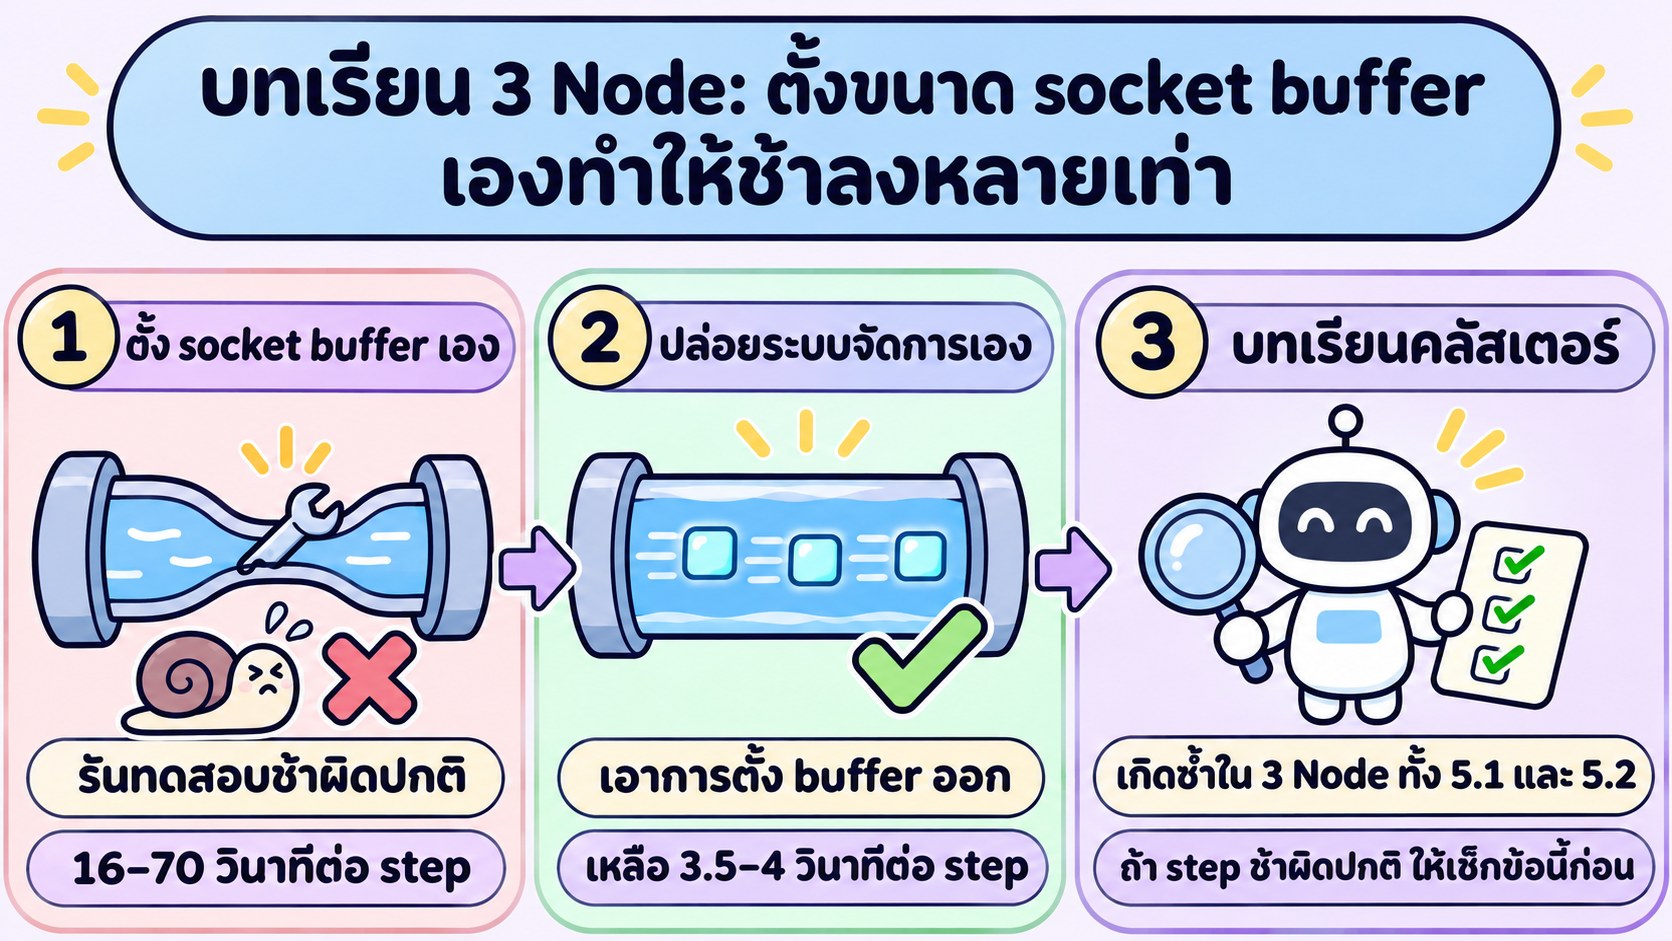 บทเรียน 3 Node: ตั้งขนาด socket buffer
เองทำให้ช้าลงหลายเท่า
1 ตั้ง socket buffer เอง
รันทดสอบช้าผิดปกติ
16–70 วินาทีต่อ step
2 ปล่อยระบบจัดการเอง
เอาการตั้ง buffer ออก
เหลือ 3.5–4 วินาทีต่อ step
3 บทเรียนคลัสเตอร์
เกิดซ้ำใน 3 Node ทั้ง 5.1 และ 5.2
ถ้า step ช้าผิดปกติ ให้เช็กข้อนี้ก่อน